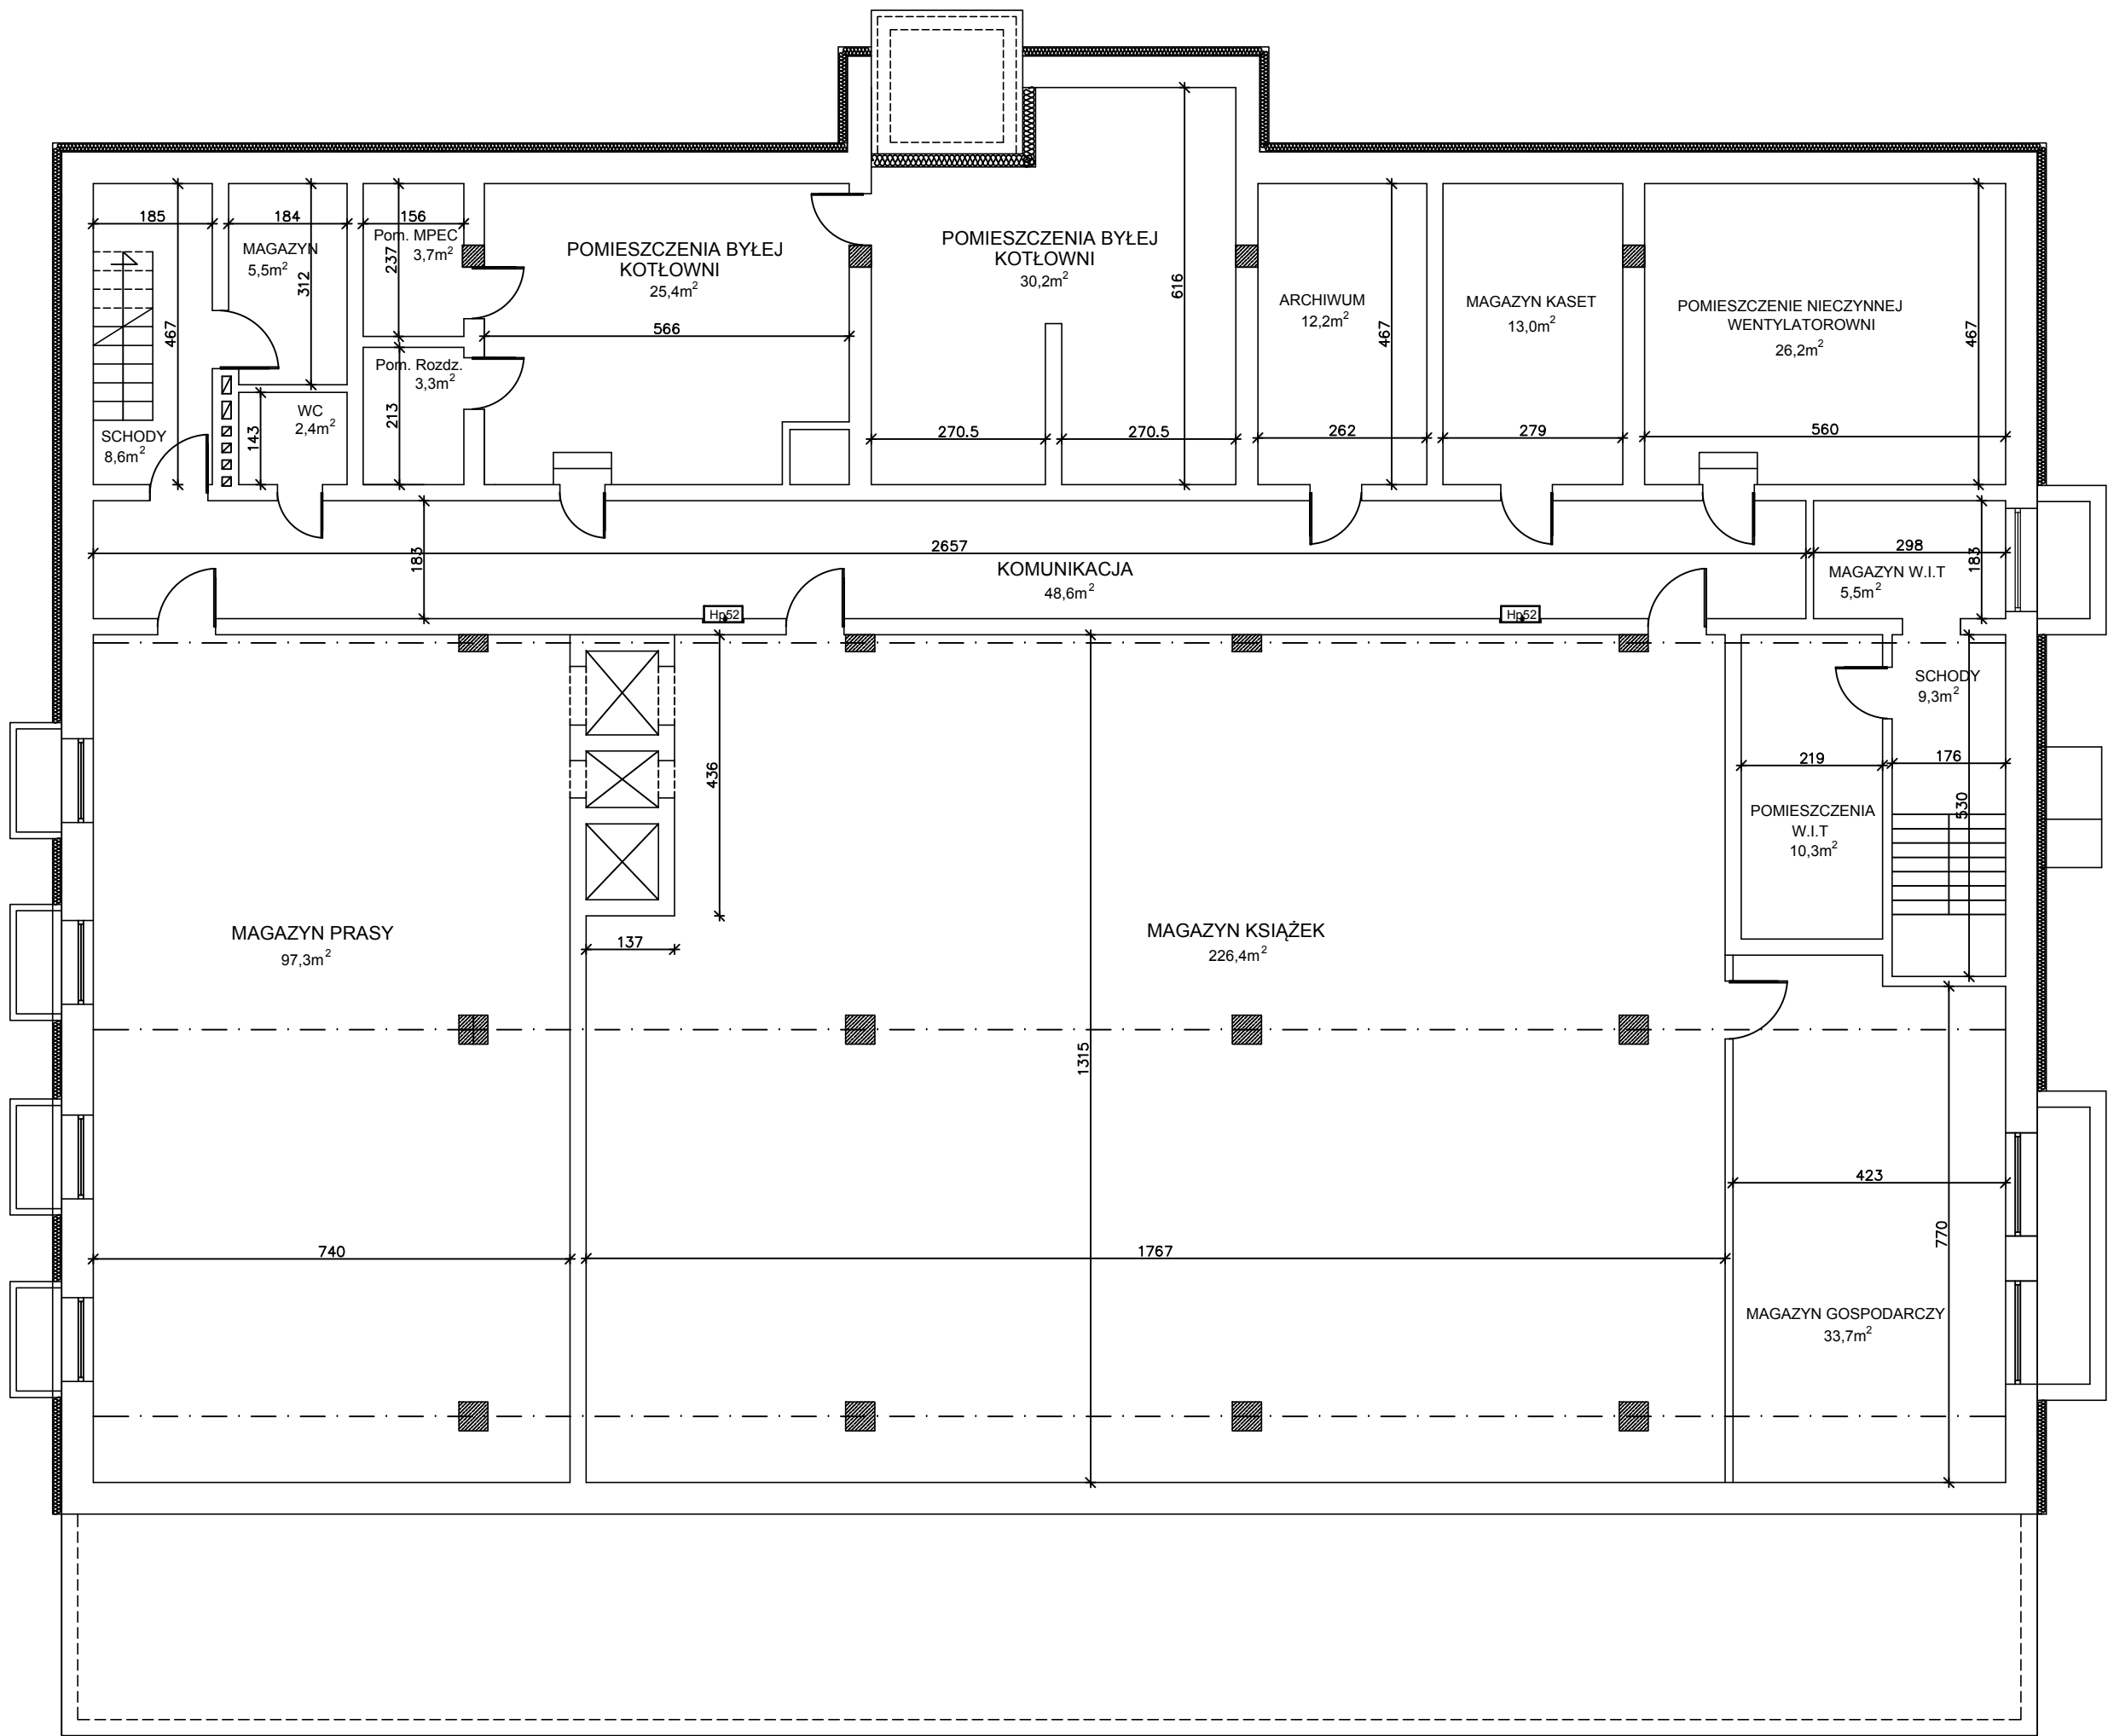 185
184
156
MAGAZYN
5,5m²
312
Pom. MPEC
3,7m²
237
POMIESZCZENIA BYŁEJ
KOTŁOWNI
25,4m²
566
POMIESZCZENIA BYŁEJ
KOTŁOWNI
30,2m²
616
ARCHIWUM
12,2m²
467
MAGAZYN KASET
13,0m²
POMIESZCZENIE NIECZYNNEJ
WENTYLATOROWNI
26,2m²
467
467
Pom. Rozdz.
3,3m²
213
WC
2,4m²
143
SCHODY
8,6m²
270.5
270.5
262
279
560
183
2657
KOMUNIKACJA
48,6m²
298
MAGAZYN W.I.T
5,5m²
183
Hp52
Hp52
SCHODY
9,3m²
436
219
176
530
POMIESZCZENIA
W.I.T
10,3m²
MAGAZYN PRASY
97,3m²
137
MAGAZYN KSIĄŻEK
226,4m²
1315
423
770
740
1767
MAGAZYN GOSPODARCZY
33,7m²